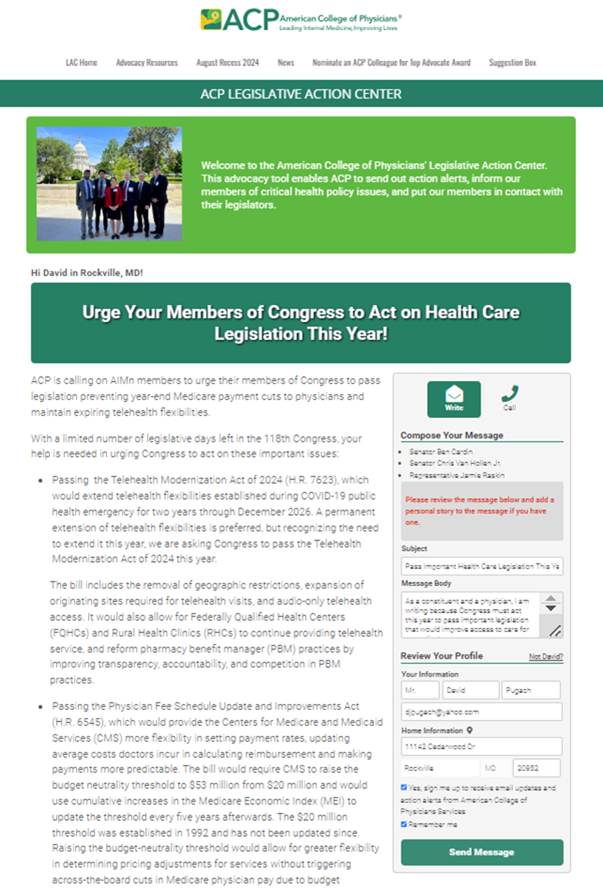 ACP American College of Physicians®
Leading Internal Medicine, Improving Lives
LAC Home Advocacy Resources August Recess 2024 News Nominate an ACP Colleague for Top Advocate Award Suggestion Box
ACP LEGISLATIVE ACTION CENTER
Welcome to the American College of Physicians' Legislative Action Center.
This advocacy tool enables ACP to send out action alerts, inform our
members of critical health policy issues, and put our members in contact with
their legislators.
Hi David in Rockville, MD!
Urge Your Members of Congress to Act on Health Care
Legislation This Year!
ACP is calling on AIMn members to urge their members of Congress to pass
legislation preventing year-end Medicare payment cuts to physicians and
maintain expiring telehealth flexibilities.
With a limited number of legislative days left in the 118th Congress, your
help is needed in urging Congress to act on these important issues:
• Passing the Telehealth Modernization Act of 2024 (H.R. 7623), which
would extend telehealth flexibilities established during COVID-19 public
health emergency for two years through December 2026. A permanent
extension of telehealth flexibilities is preferred, but recognizing the need
to extend it this year, we are asking Congress to pass the Telehealth
Modernization Act of 2024 this year.
The bill includes the removal of geographic restrictions, expansion of
originating sites required for telehealth visits, and audio-only telehealth
access. It would also allow for Federally Qualified Health Centers
(FQHCs) and Rural Health Clinics (RHCs) to continue providing telehealth
service, and reform pharmacy benefit manager (PBM) practices by
improving transparency, accountability, and competition in PBM
practices.
• Passing the Physician Fee Schedule Update and Improvements Act
(H.R. 6545), which would provide the Centers for Medicare and Medicaid
Services (CMS) more flexibility in setting payment rates, updating
average costs doctors incur in calculating reimbursement and making
payments more predictable. The bill would require CMS to raise the
budget neutrality threshold to $53 million from $20 million and would
use cumulative increases in the Medicare Economic Index (MEI) to
update the threshold every five years afterwards. The $20 million
threshold was established in 1992 and has not been updated since.
Raising the budget-neutrality threshold would allow for greater flexibility
in determining pricing adjustments for services without triggering
across-the-board cuts in Medicare physician pay due to budget
Write Call
Compose Your Message
• Senator Ben Cardin
• Senator Chris Van Hollen Jr.
• Representative Jamie Raskin
Please review the message below and add a
personal story to the message if you have
one.
Subject
Pass Important Health Care Legislation This Ye
Message Body
As a constituent and a physician, I am
writing because Congress must act
this year to pass important legislation
that would improve access to care for
Review Your Profile Not David?
Your Information
Mr. David Pugach
djpugach@yahoo.com
Home Information
11142 Cedarwood Dr
Rockville MD 20852
Yes, sign me up to receive email updates and
action alerts from American College of
Physicians Services
Remember me
Send Message